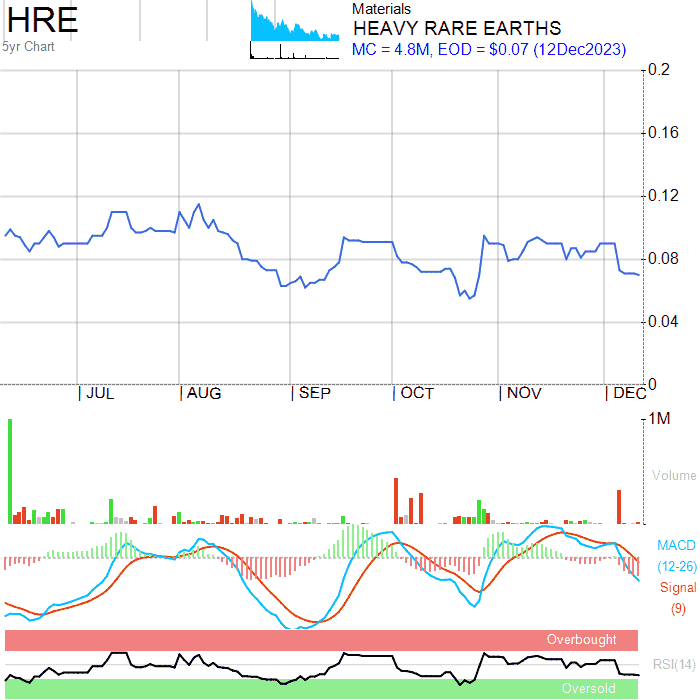 HRE
5yr Chart
Materials
HEAVY RARE EARTHS
MC = 4.8M, EOD = $0.07 (12Dec2023)
0.2
0.16
0.12
0.08
0.04
0
JUL AUG SEP OCT NOV DEC
1M
Volume
MACD
(12-26)
Signal
(9)
Overbought
RSI(14)
Oversold